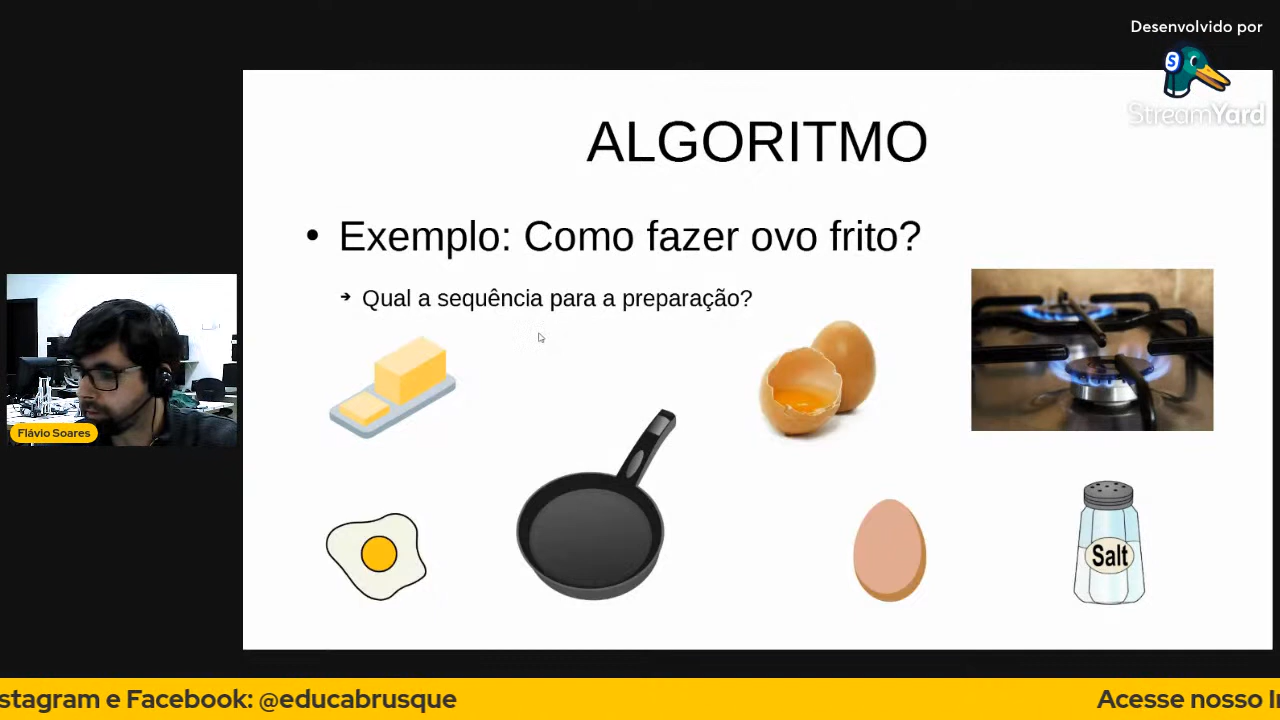 Desenvolvido por
S
StreamYard
ALGORITMO
• Exemplo: Como fazer ovo frito?
➔ Qual a sequência para a preparação?
Salt
Flávio Soares
stagram e Facebook: @educabrusque
Acesse nosso I